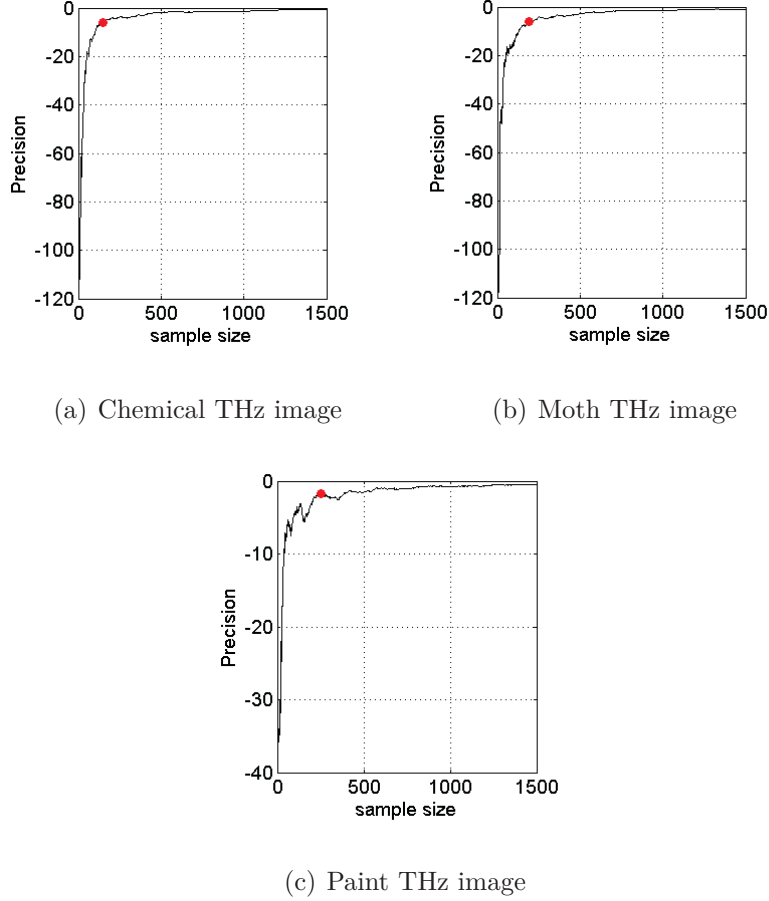 0
-20
-40
-60
-80
-100
-120
Precision
0 500 1000 1500
sample size
(a) Chemical THz image
0
-20
-40
-60
-80
-100
-120
Precision
0 500 1000 1500
sample size
(b) Moth THz image
0
-10
-20
-30
-40
Precision
0 500 1000 1500
sample size
(c) Paint THz image